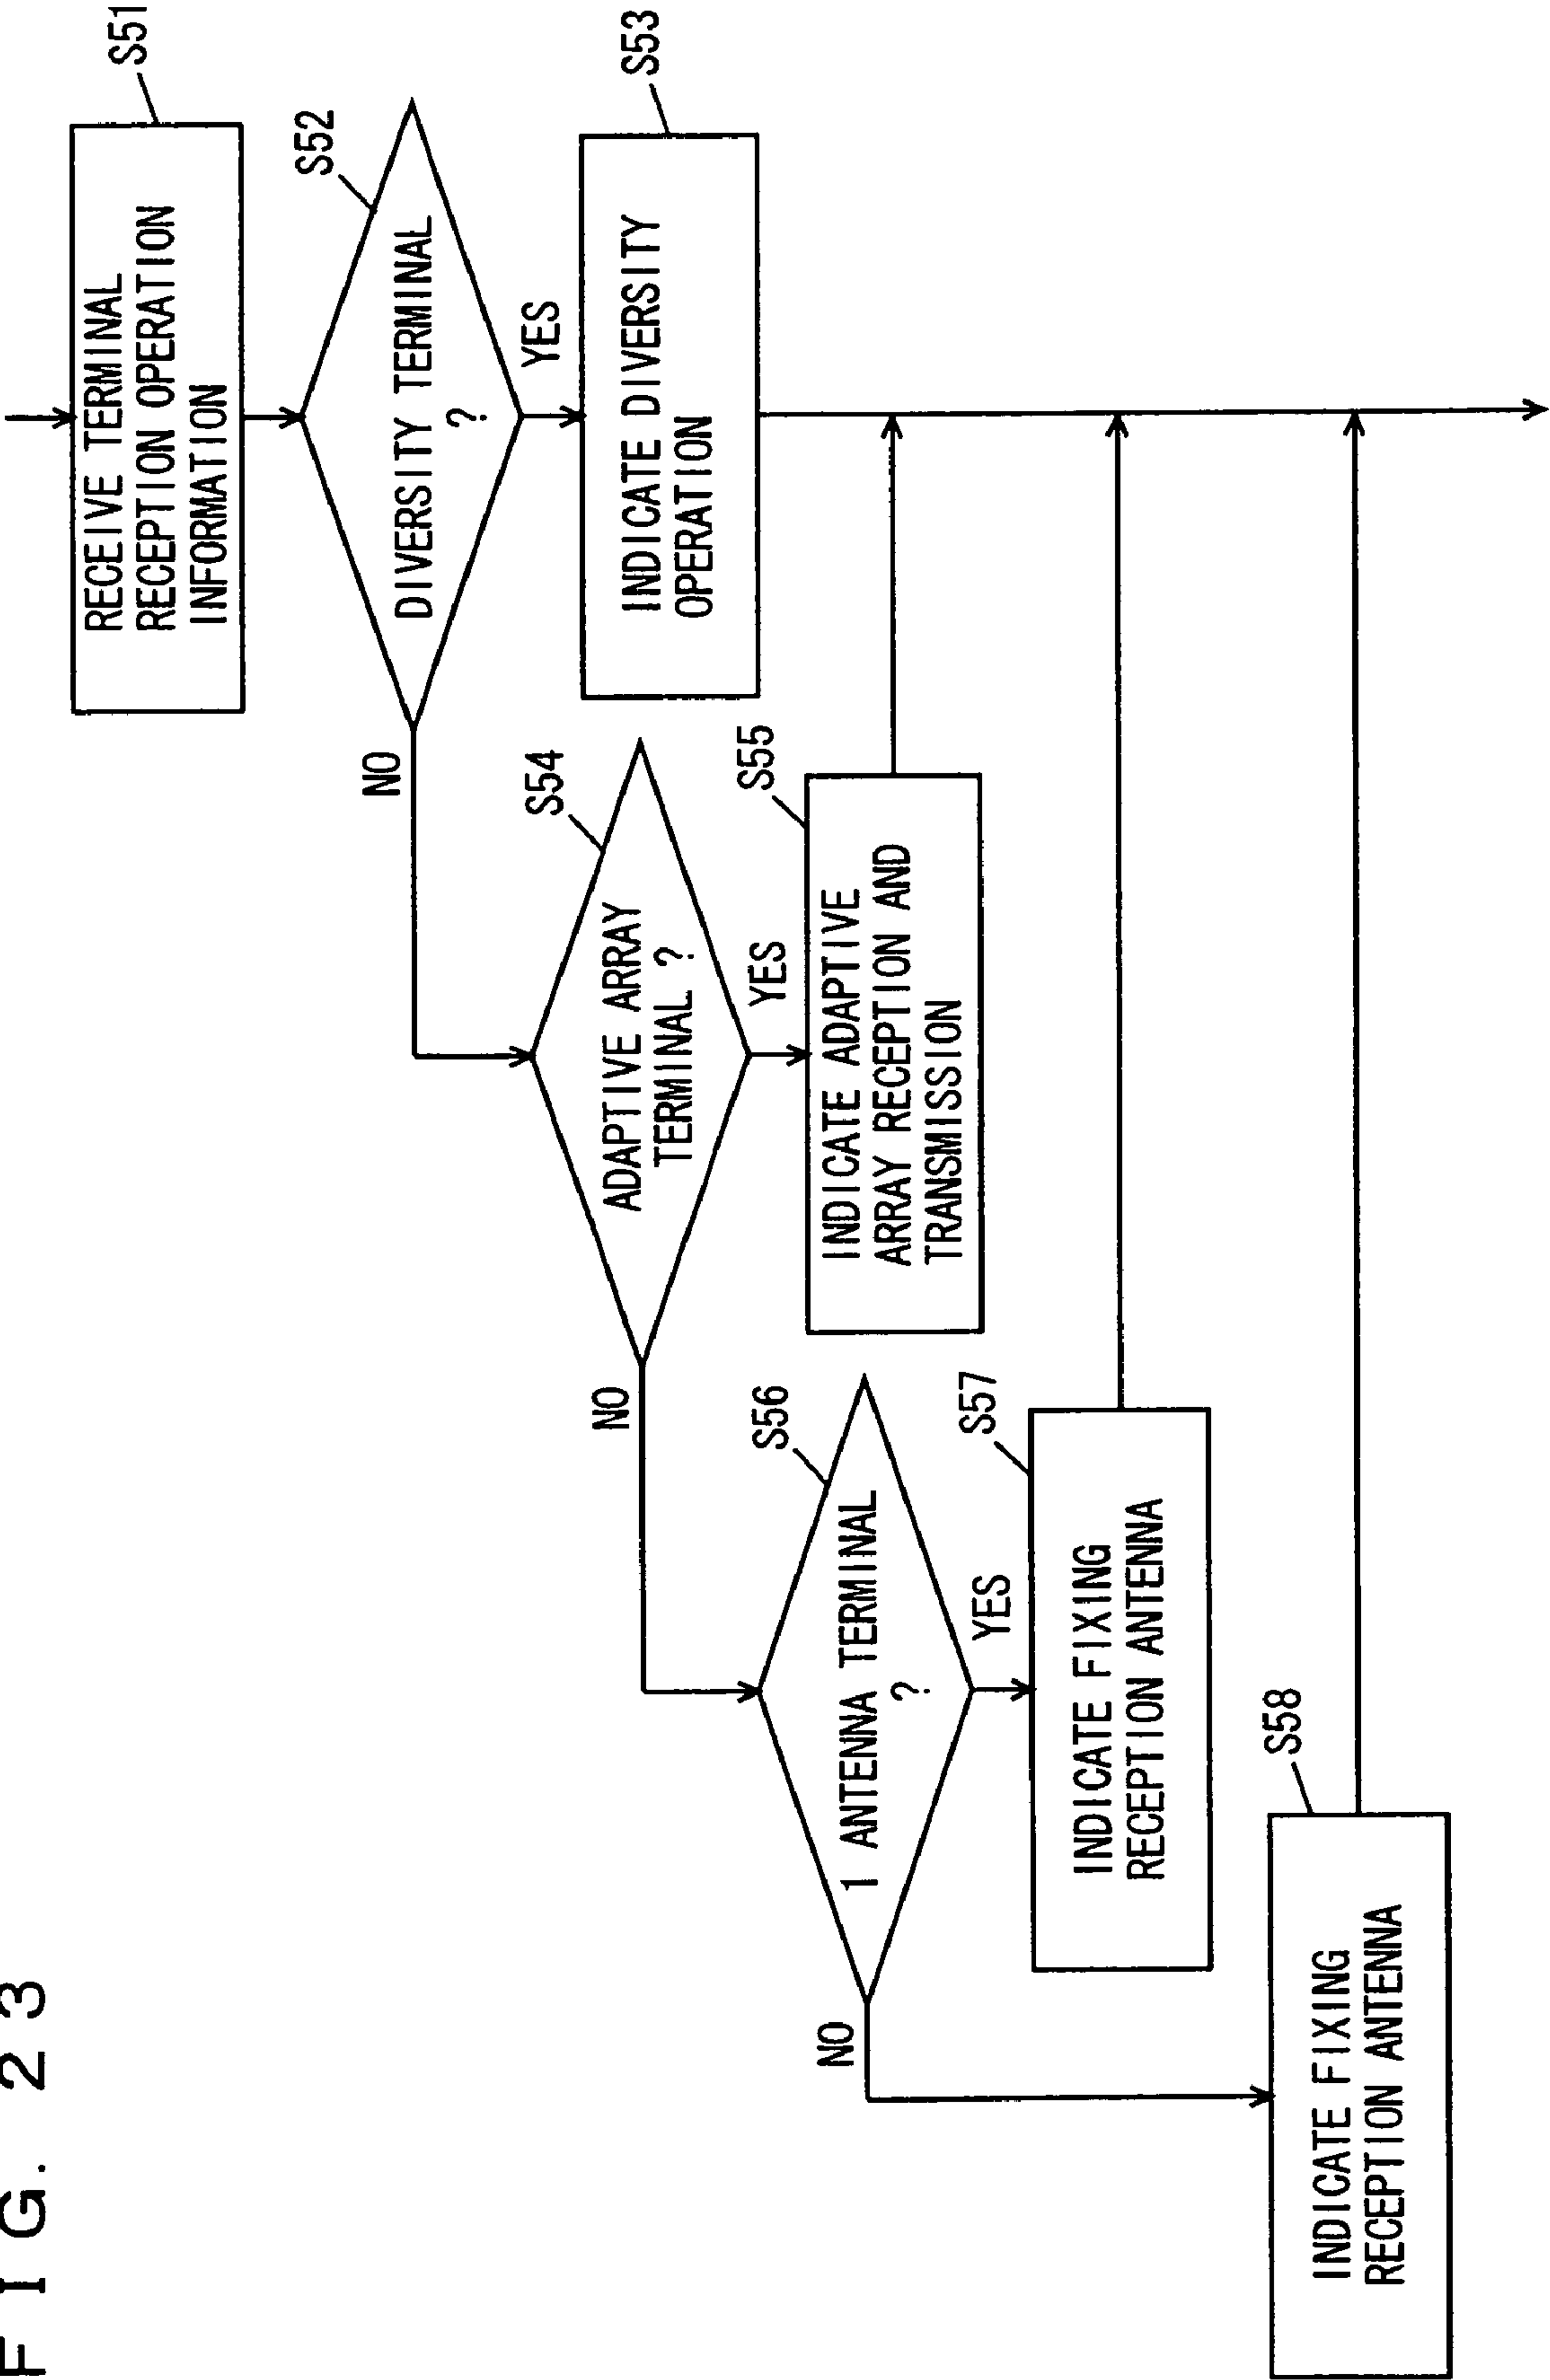 FIG. 23
S51
RECEIVE TERMINAL
RECEPTION OPERATION
INFORMATION
S52
DIVERSITY TERMINAL
?
YES
NO
S53
INDICATE DIVERSITY
OPERATION
S54
ADAPTIVE ARRAY
TERMINAL ?
YES
NO
S55
INDICATE ADAPTIVE
ARRAY RECEPTION AND
TRANSMISSION
S56
1 ANTENNA TERMINAL
?
YES
NO
S57
INDICATE FIXING
RECEPTION ANTENNA
S58
INDICATE FIXING
RECEPTION ANTENNA